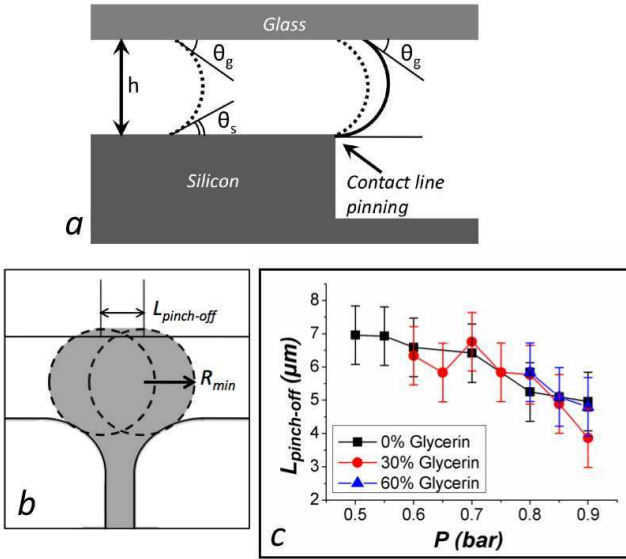 Glass
θg
θg
h
θs
Silicon
Contact line
pinning
a
Lpinch-off
Rmin
b
Lpinch-off (μm)
8
7
6
5
4
3
2
0% Glycerin
30% Glycerin
60% Glycerin
0.5 0.6 0.7 0.8 0.9
P (bar)
c